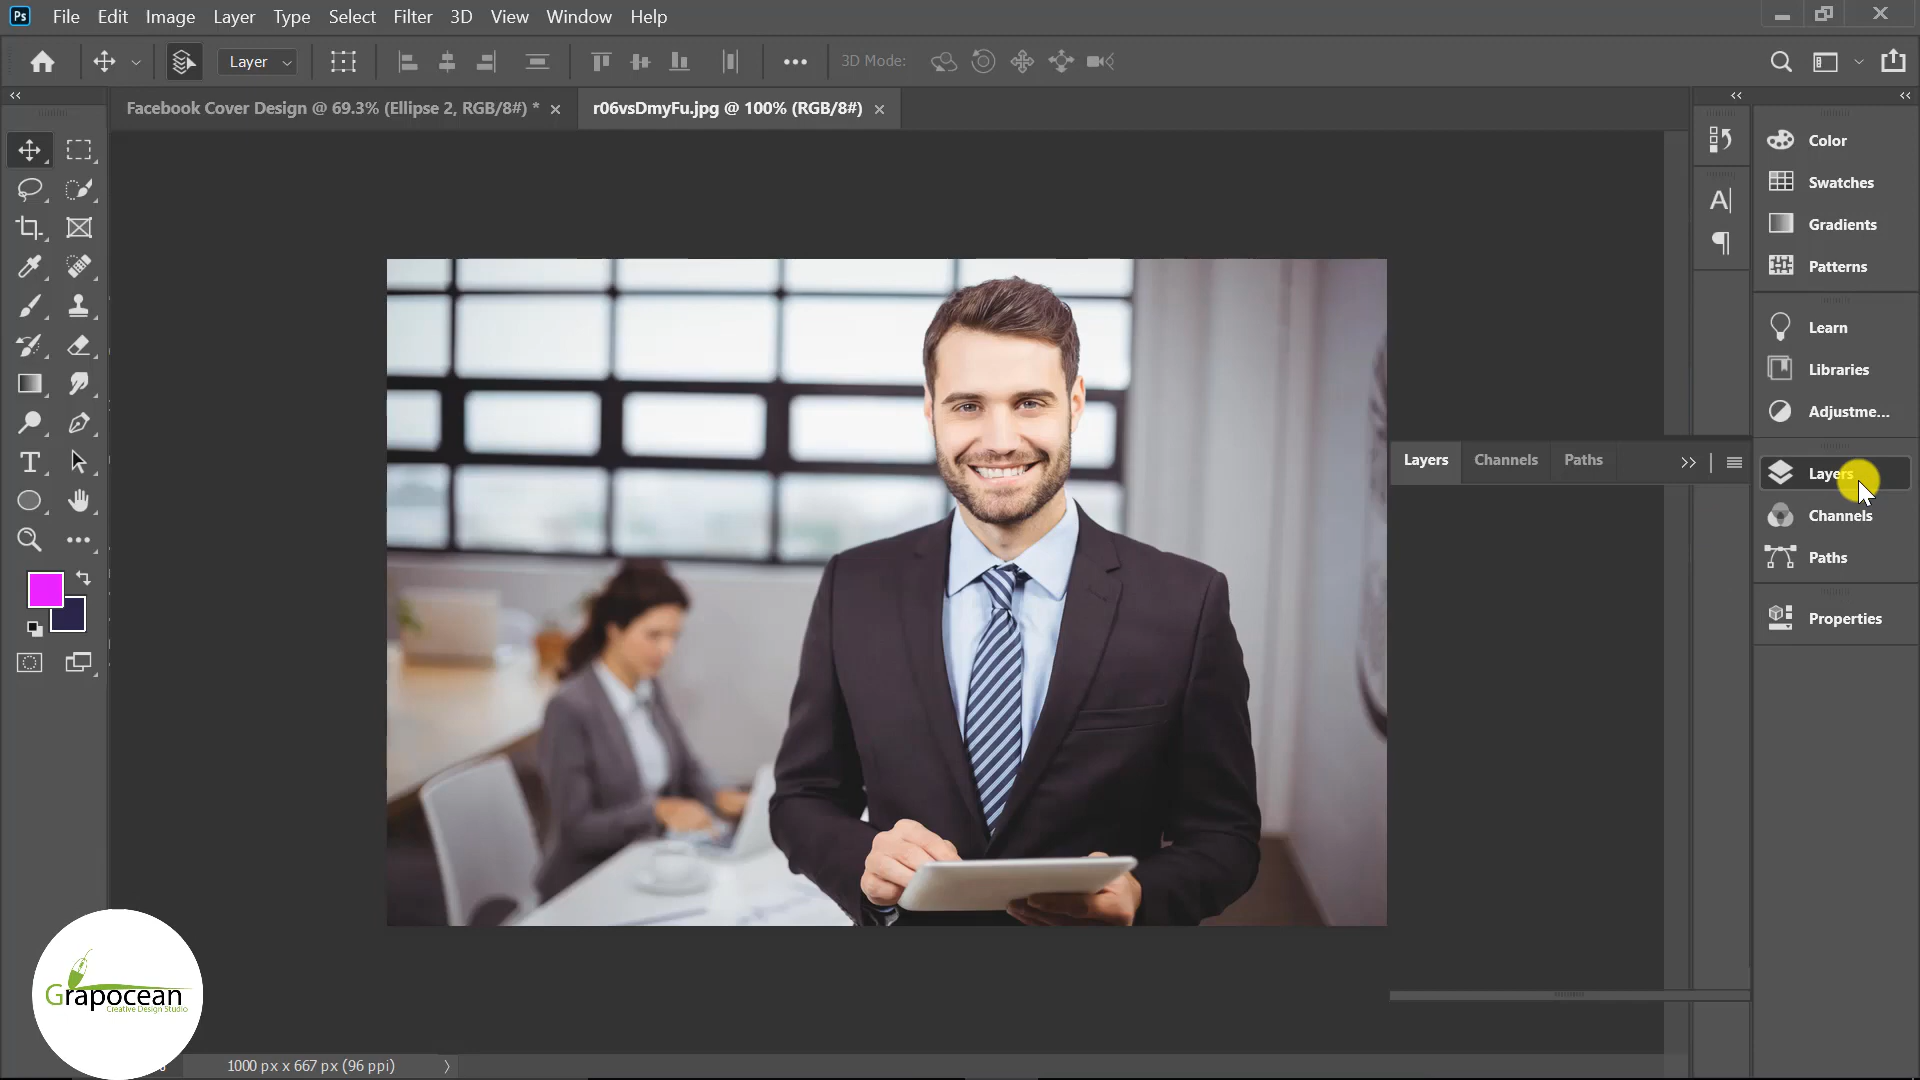 Ps File Edit Image Layer Type Select Filter 3D View Window Help
Layer 3D Mode:
Facebook Cover Design @ 69.3% (Ellipse 2, RGB/8#) *
r06vsDmyFu.jpg @ 100% (RGB/8#)
Color
Swatches
Gradients
Patterns
Learn
Libraries
Adjustme...
Layers Channels Paths
Layers
Channels
Paths
Properties
Grapocean
Creative Design Studio
1000 px x 667 px (96 ppi)